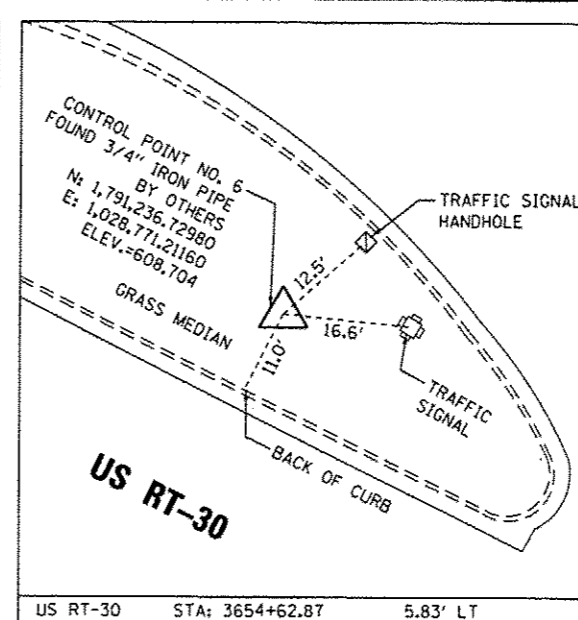 CONTROL POINT NO. 6
FOUND 3/4" IRON PIPE
BY OTHERS
N: 1,791,236.72980
E: 1,028,771.21160
ELEV.=608.704
GRASS MEDIAN
TRAFFIC SIGNAL
HANDHOLE
12.5'
16.6'
11.0'
TRAFFIC
SIGNAL
BACK OF CURB
US RT-30
US RT-30 STA: 3654+62.87 5.83' LT